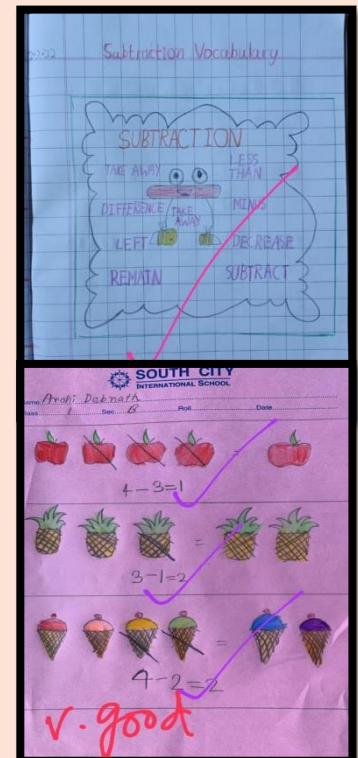 Subtraction Vocabulary
SUBTRACTION
TAKE AWAY
LESS THAN
DIFFERENCE
TAKE AWAY
MINUS
LEFT
DECREASE
REMAIN
SUBTRACT
SOUTH CITY
INTERNATIONAL SCHOOL
Name Arohi Debnath
Class 1 Sec. B Roll Date
=
4-3=1
=
3-1=2
=
4-2=2
v. good